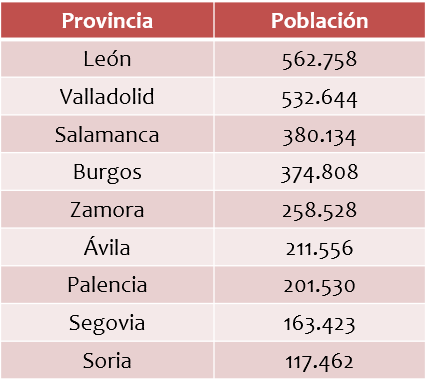 Provincia Población
León 562.758
Valladolid 532.644
Salamanca 380.134
Burgos 374.808
Zamora 258.528
Ávila 211.556
Palencia 201.530
Segovia 163.423
Soria 117.462